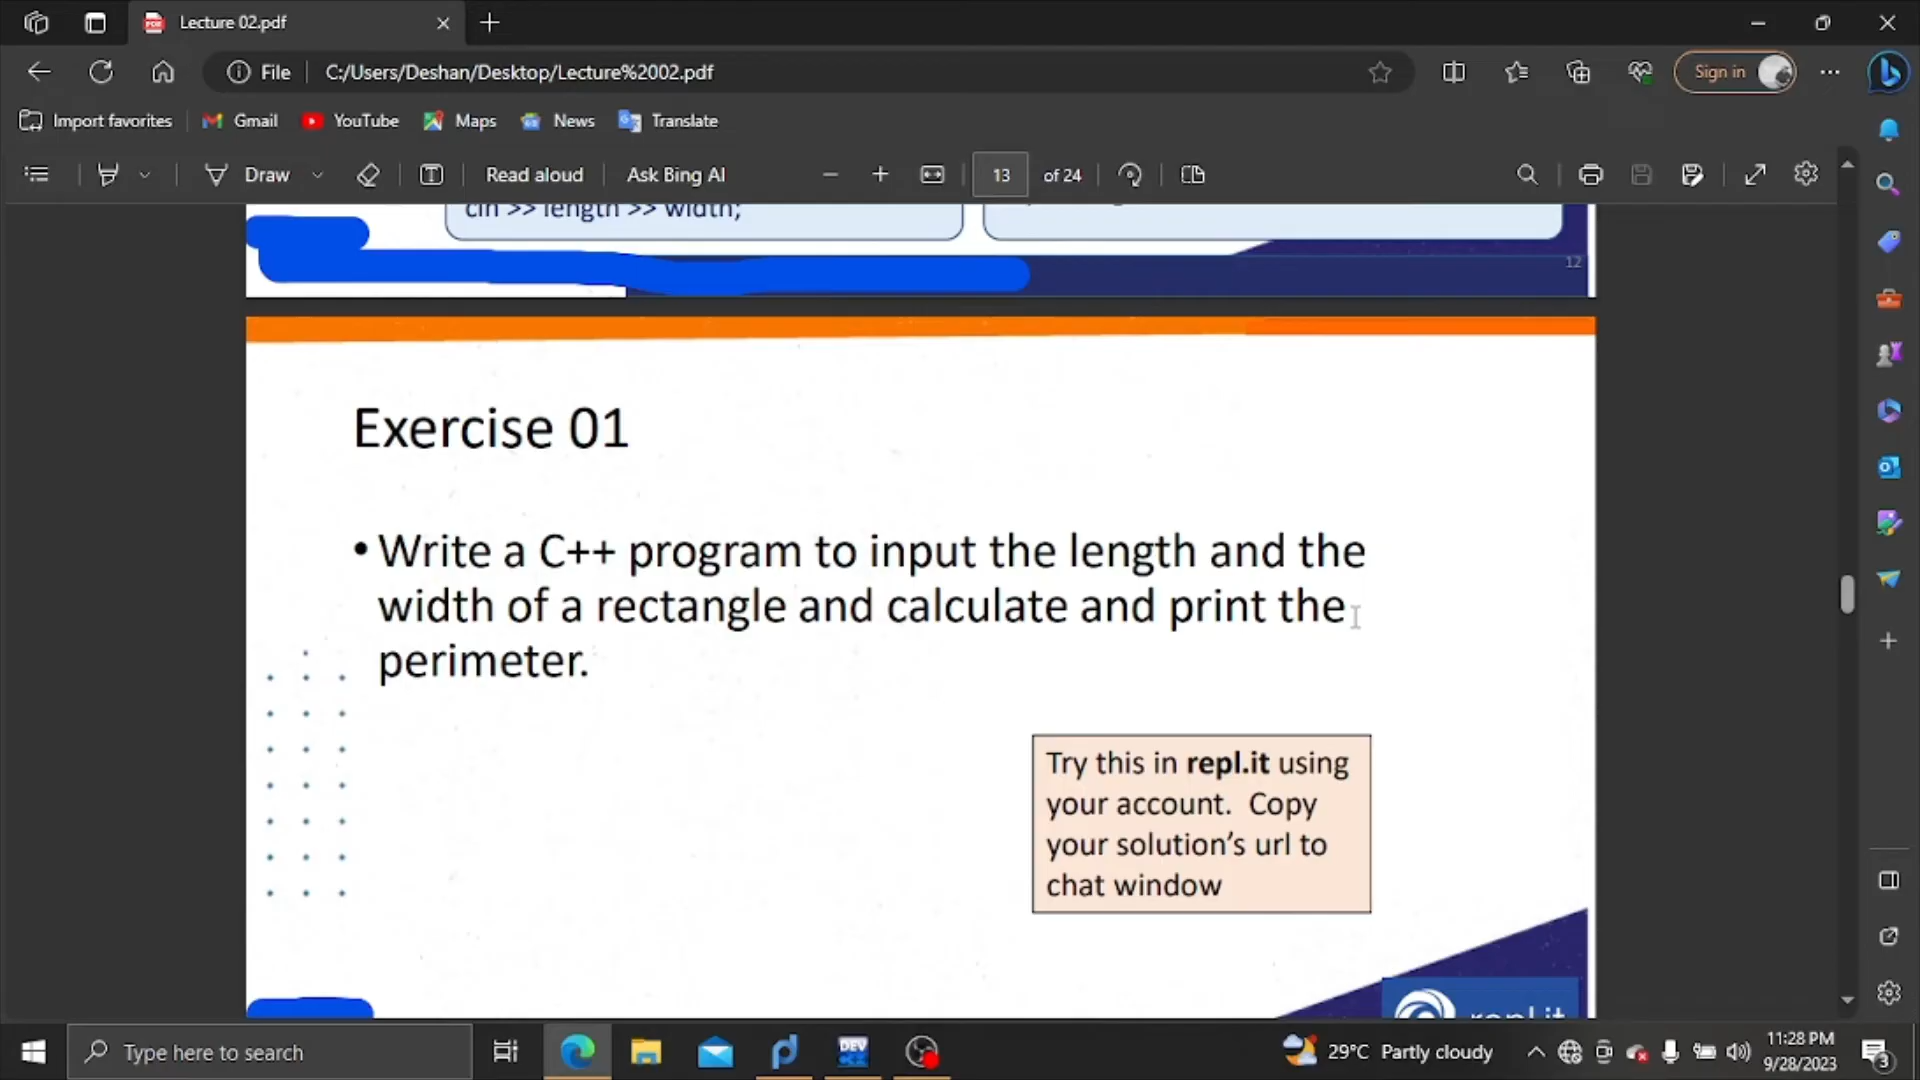 Lecture 02.pdf
File
C:/Users/Deshan/Desktop/Lecture%2002.pdf
Sign in
Import favorites
Gmail
YouTube
Maps
News
Translate
Draw
Read aloud
Ask Bing AI
13
of 24
cin >> length >> width;
12
Exercise 01
• Write a C++ program to input the length and the
width of a rectangle and calculate and print the
perimeter.
Try this in repl.it using
your account. Copy
your solution's url to
chat window
repl.it
Type here to search
DEV
29°C Partly cloudy
11:28 PM
9/28/2023
3